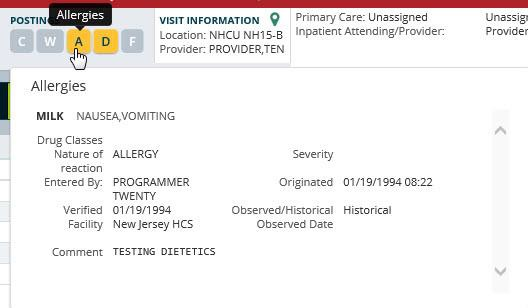 Allergies
POSTING
C W A D F
VISIT INFORMATION
Location: NHCU NH15-B
Provider: PROVIDER,TEN
Primary Care: Unassigned
Inpatient Attending/Provider:
Unassig
Provider
Allergies
MILK NAUSEA,VOMITING
Drug Classes
Nature of reaction ALLERGY Severity
Entered By: PROGRAMMER TWENTY Originated 01/19/1994 08:22
Verified 01/19/1994 Observed/Historical Historical
Facility New Jersey HCS Observed Date
Comment TESTING DIETETICS